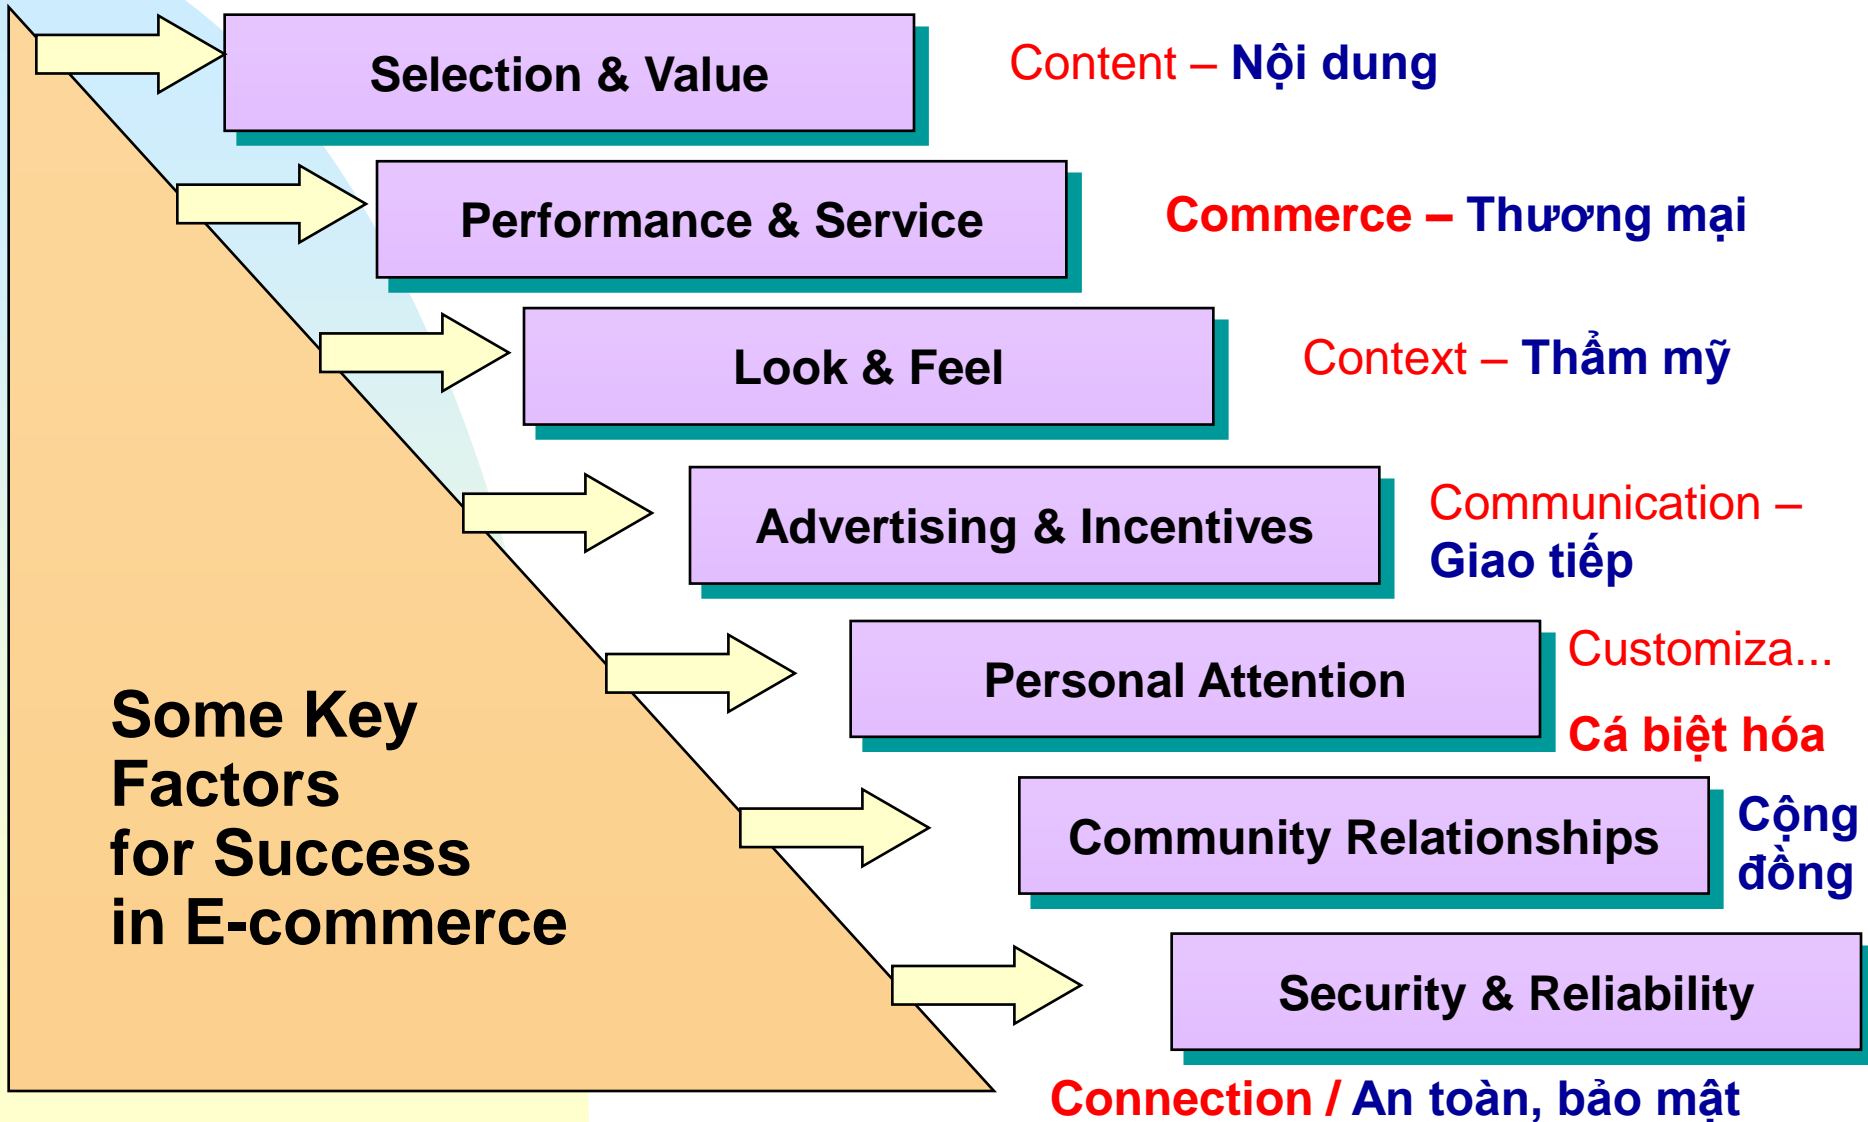 Selection & Value
Content – Nội dung
Performance & Service
Commerce – Thương mại
Look & Feel
Context – Thẩm mỹ
Advertising & Incentives
Communication –
Giao tiếp
Personal Attention
Customiza...
Cá biệt hóa
Community Relationships
Cộng
đồng
Security & Reliability
Connection / An toàn, bảo mật
Some Key
Factors
for Success
in E-commerce